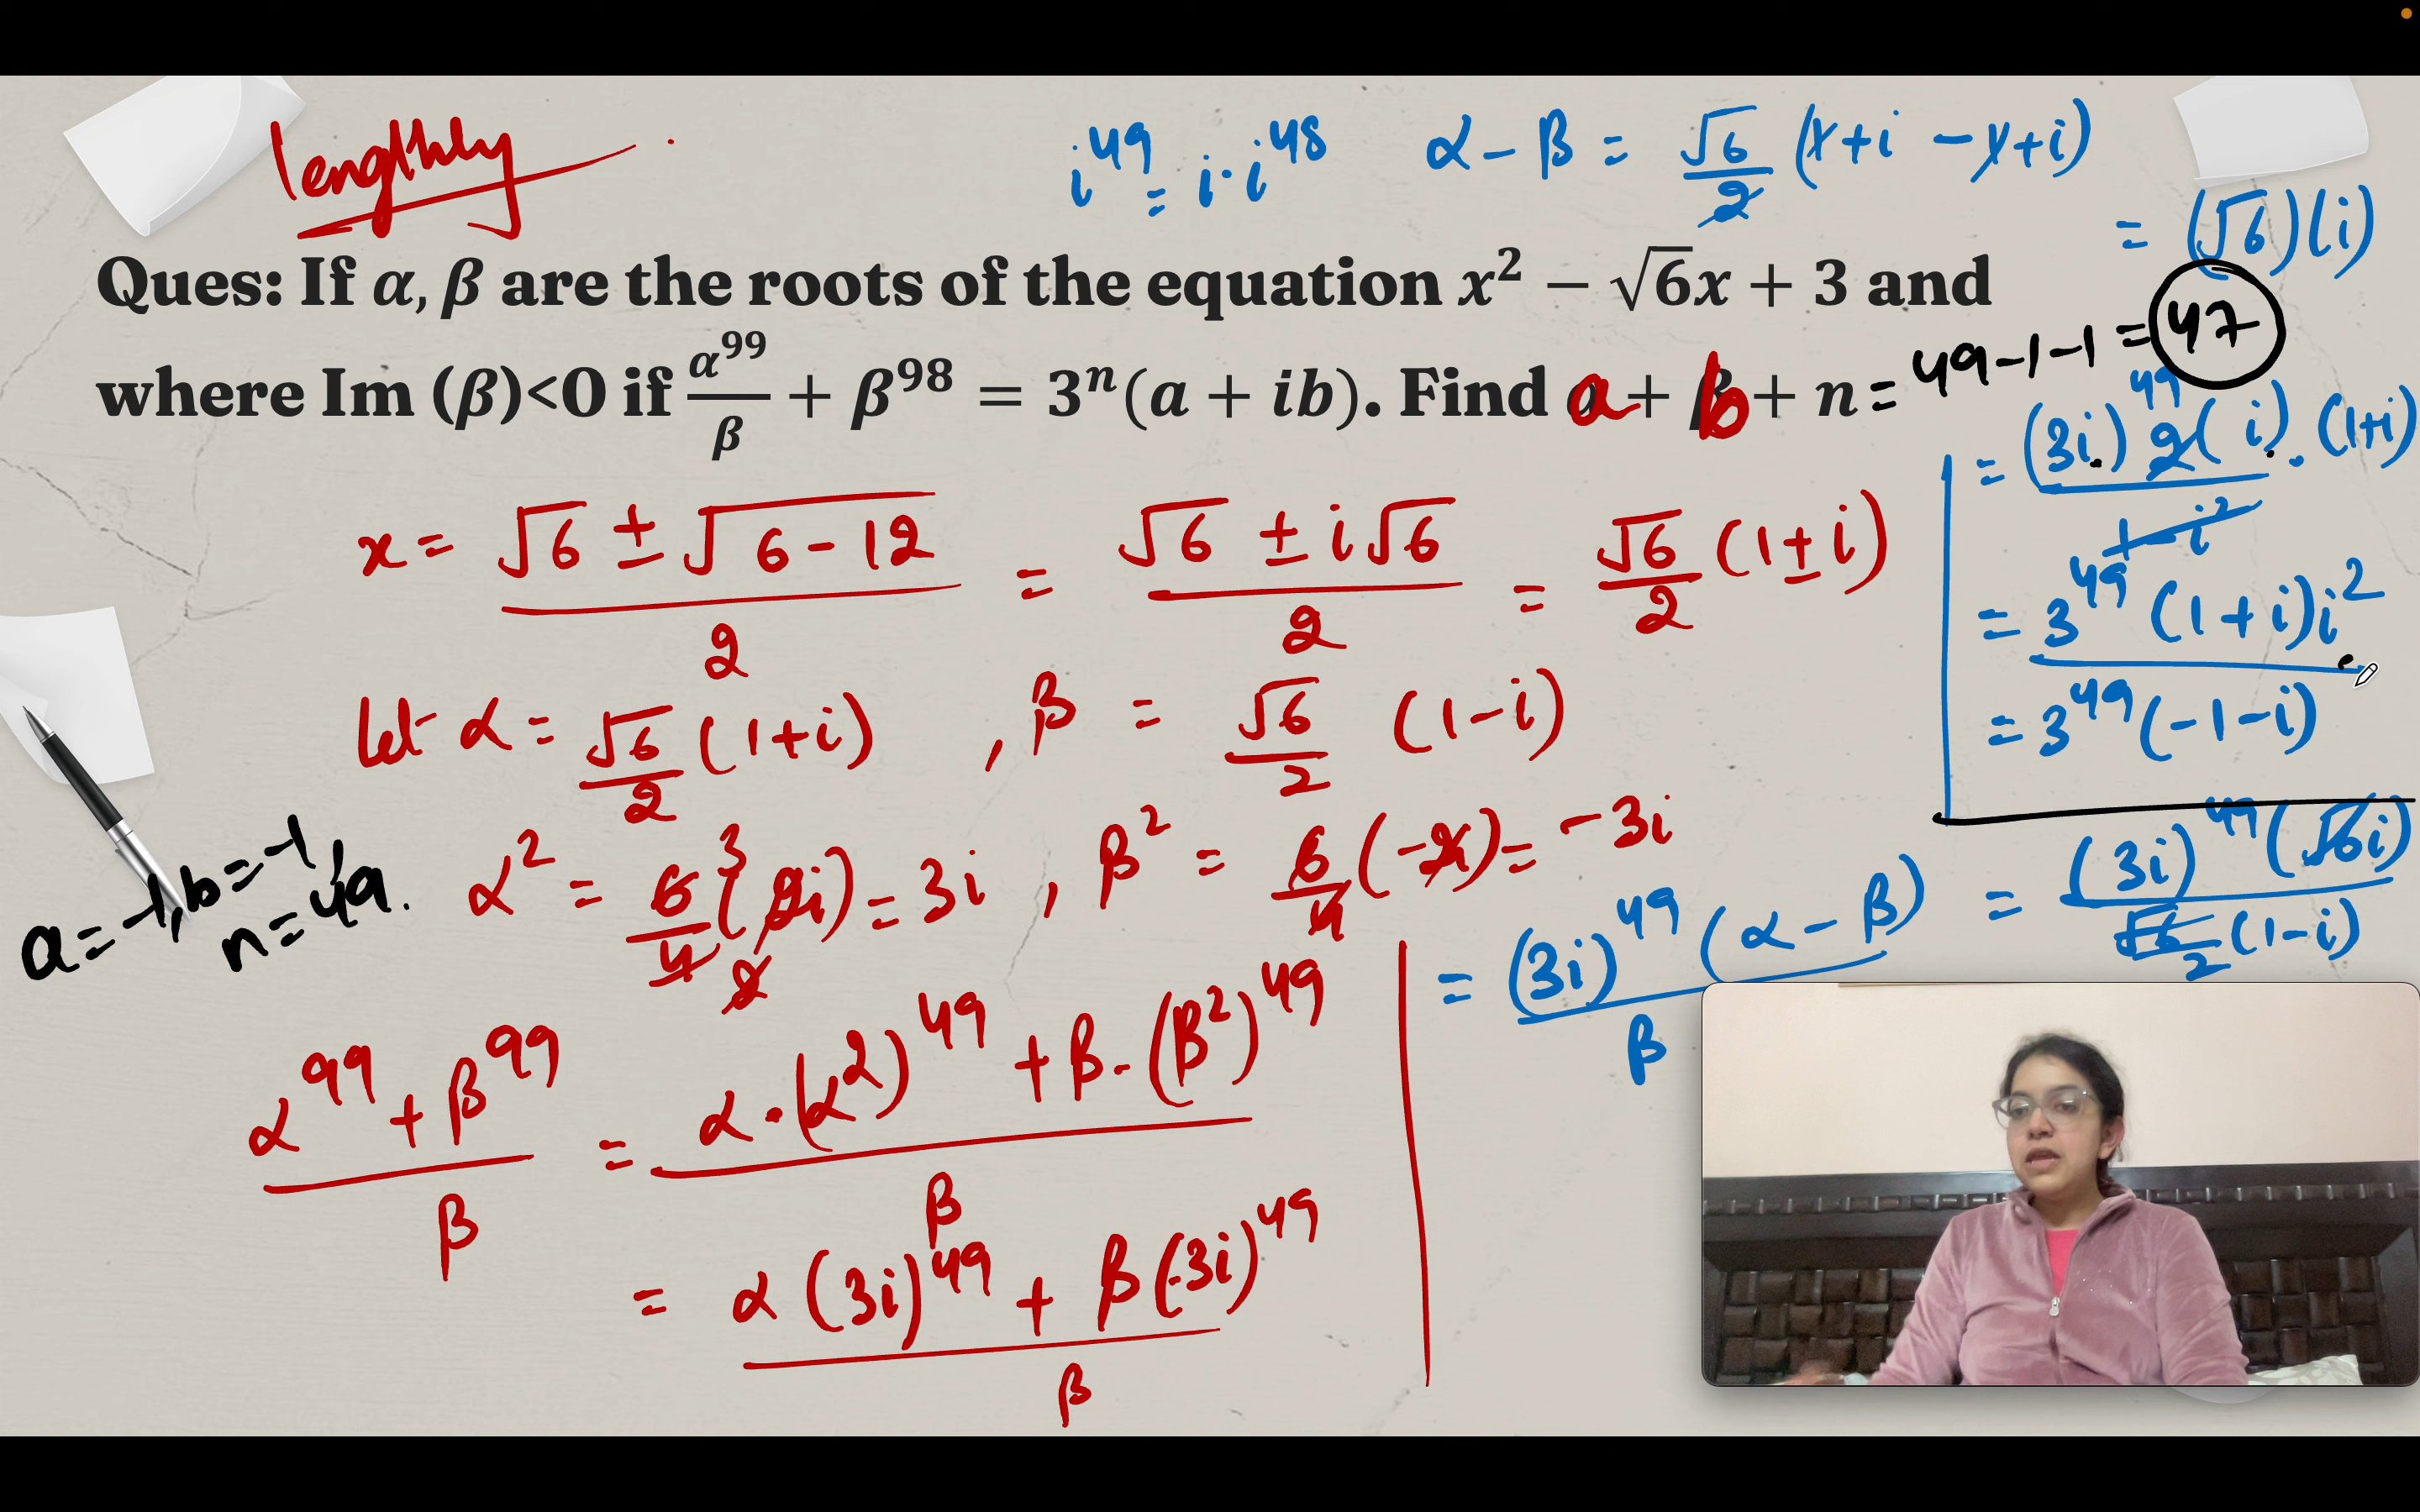 lengthly
i^49 = i · i^48
α - β = √6/2 (1+i -1+i)
= (√6)(i)
Ques: If α, β are the roots of the equation x² − √6x + 3 and
where Im (β)<0 if α^99/β + β^98 = 3^n(a + ib). Find a + b + n = 49-1-1 = 47
x = (√6 ± √(6-12))/2 = (√6 ± i√6)/2 = √6/2 (1±i)
let α = √6/2 (1+i) , β = √6/2 (1-i)
α² = 6/4 (2i) = 3i , β² = 6/4 (-2i) = -3i
a=-1, b=-1,
n=49.
(α^99 + β^99)/β = (α·(α²)^49 + β·(β²)^49)/β
= (α(3i)^49 + β(-3i)^49)/β
= (3i)^49 (α-β)/β = (3i)^49 (√6i)/(√6/2 (1-i))
= (3i)^49 2(i)·(1+i)/(1-i²)
= 3^49 (1+i)i²
= 3^49 (-1-i)